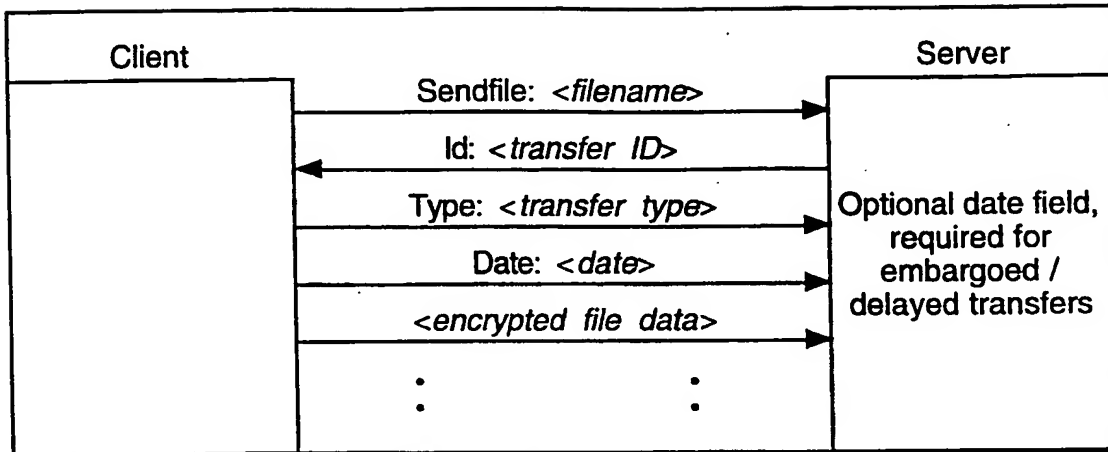 Client
Server
Sendfile: <filename>
Id: <transfer ID>
Type: <transfer type>
Date: <date>
<encrypted file data>
Optional date field,
required for
embargoed /
delayed transfers